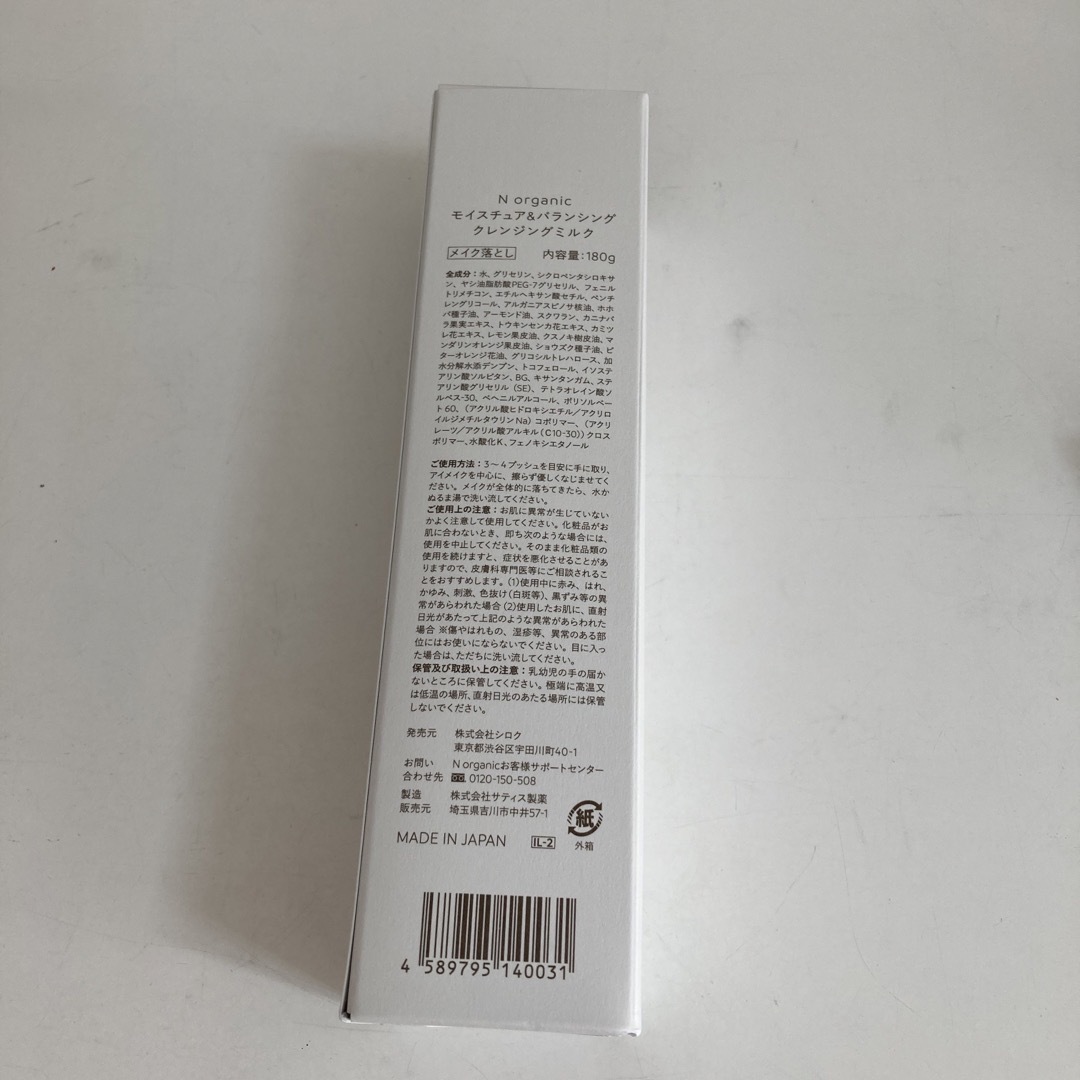 N organic
モイスチュア&バランシング
クレンジングミルク
メイク落とし 内容量:180g
全成分:水、グリセリン、シクロペンタシロキサ
ン、ヤシ油脂肪酸PEG-7グリセリル、フェニル
トリメチコン、エチルヘキサン酸セチル、ペンチ
レングリコール、アルガニアスピノサ核油、ホホ
バ種子油、アーモンド油、スクワラン、カニナバ
ラ果実エキス、トウキンセンカ花エキス、カミツ
レ花エキス、レモン果皮油、クスノキ樹皮油、マ
ンダリンオレンジ果皮油、ショウズク種子油、ビ
ターオレンジ花油、グリコシルトレハロース、加
水分解水添デンプン、トコフェロール、イソステ
アリン酸ソルビタン、BG、キサンタンガム、ステ
アリン酸グリセリル(SE)、テトラオレイン酸ソ
ルベス-30、ベヘニルアルコール、ポリソルベー
ト60、(アクリル酸ヒドロキシエチル/アクリロ
イルジメチルタウリンNa)コポリマー、(アクリ
レーツ/アクリル酸アルキル(C10-30))クロス
ポリマー、水酸化K、フェノキシエタノール
ご使用方法:3〜4プッシュを目安に手に取り、
アイメイクを中心に、擦らず優しくなじませてく
ださい。メイクが全体的に落ちてきたら、水か
ぬるま湯で洗い流してください。
ご使用上の注意:お肌に異常が生じていない
かよく注意して使用してください。化粧品がお
肌に合わないとき、即ち次のような場合には、
使用を中止してください。そのまま化粧品類の
使用を続けますと、症状を悪化させることがあ
りますので、皮膚科専門医等にご相談されるこ
とをおすすめします。(1)使用中に赤み、はれ、
かゆみ、刺激、色抜け(白斑等)、黒ずみ等の異
常があらわれた場合(2)使用したお肌に、直射
日光があたって上記のような異常があらわれた
場合 ※傷やはれもの、湿疹等、異常のある部
位にはお使いにならないでください。目に入っ
た場合は、ただちに洗い流してください。
保管及び取扱い上の注意:乳幼児の手の届か
ないところに保管してください。極端に高温又
は低温の場所、直射日光のあたる場所には保管
しないでください。
発売元 株式会社シロク
東京都渋谷区宇田川町40-1
お問い N organicお客様サポートセンター
合わせ先 0120-150-508
製造 株式会社サティス製薬
販売元 埼玉県吉川市中井57-1
紙
MADE IN JAPAN IL-2 外箱
4 589795 140031